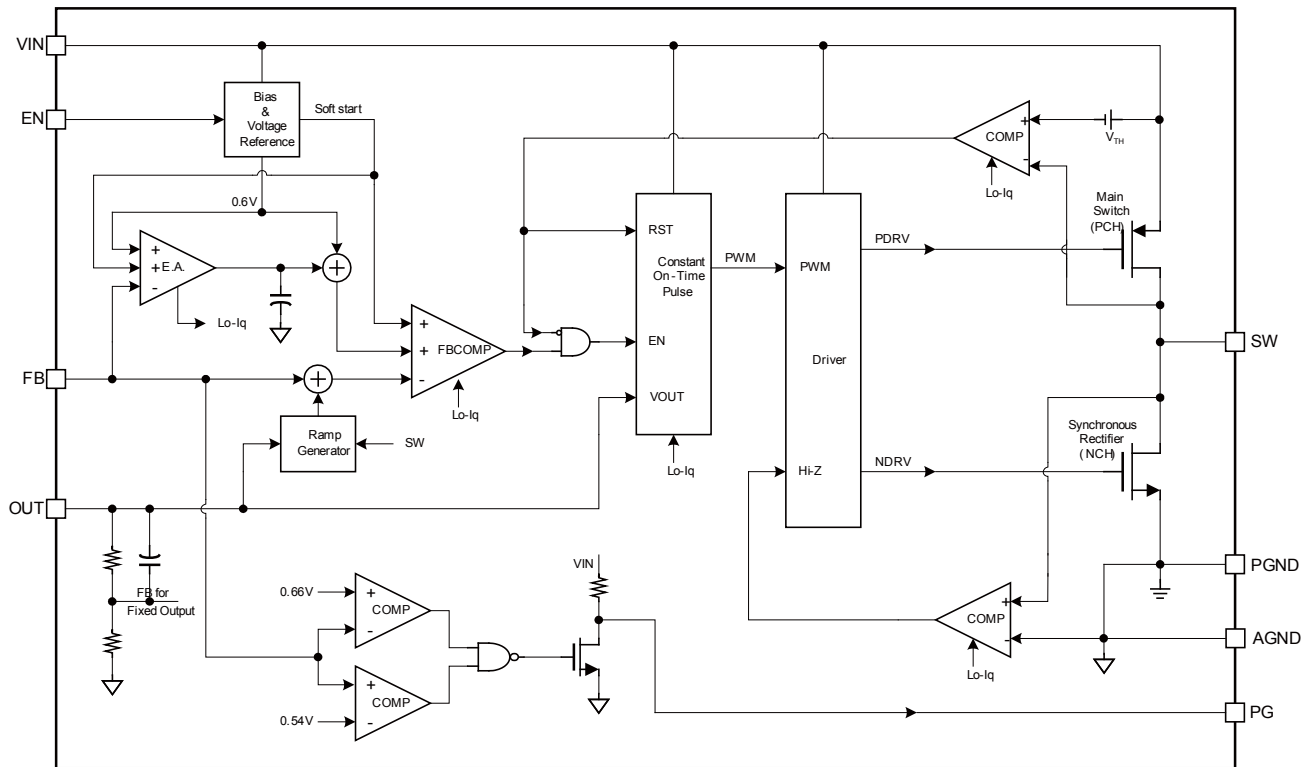 VIN
EN
Bias
&
Voltage
Reference
Soft start
+
COMP
-
V_TH
Lo-Iq
0.6V
Main
Switch
(PCH)
RST
PDRV
+
+ E.A.
-
+
Constant
On-Time
Pulse
PWM
PWM
Lo-Iq
+
+ FBCOMP
-
EN
SW
Driver
FB
+
Lo-Iq
VOUT
Ramp
Generator
SW
Synchronous
Rectifier
(NCH)
Lo-Iq
Hi-Z
NDRV
OUT
FB for
Fixed Output
VIN
PGND
0.66V
+
COMP
-
+
COMP
-
AGND
Lo-Iq
+
COMP
-
0.54V
PG